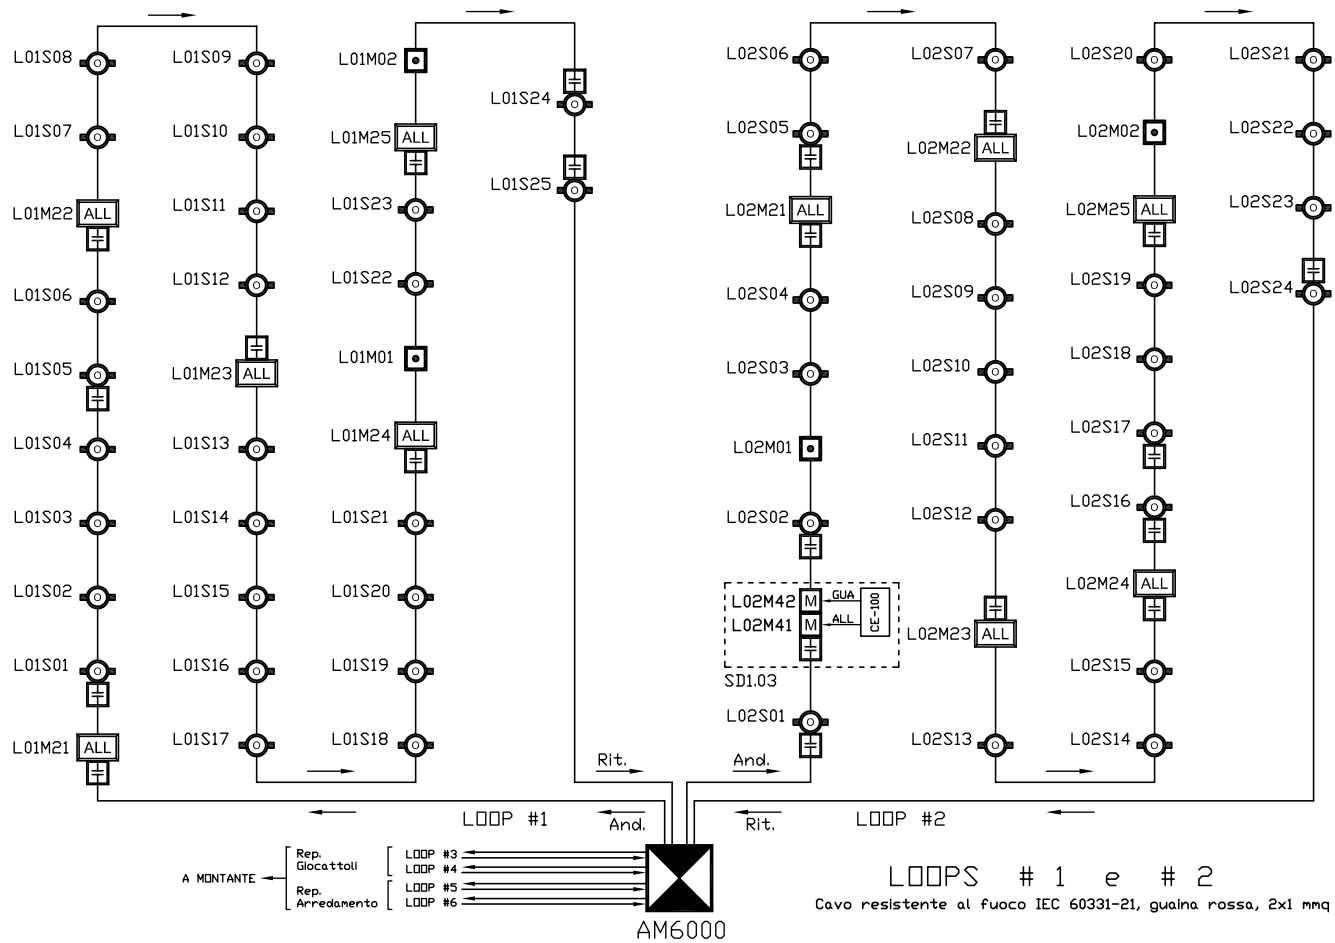 L01S08
L01S07
L01M22
L01S06
L01S05
L01S04
L01S03
L01S02
L01S01
L01M21
ALL
ALL
L01S09
L01S10
L01S11
L01S12
L01M23
L01S13
L01S14
L01S15
L01S16
L01S17
ALL
L01M02
L01M25
L01S23
L01S22
L01M01
L01M24
L01S21
L01S20
L01S19
L01S18
ALL
ALL
L01S24
L01S25
L02S06
L02S05
L02M21
L02S04
L02S03
L02M01
L02S02
L02M42
L02M41
SD1.03
L02S01
ALL
M
M
GUA
ALL
CE-100
L02S07
L02M22
L02S08
L02S09
L02S10
L02S11
L02S12
L02M23
L02S13
ALL
ALL
L02S20
L02M02
L02M25
L02S19
L02S18
L02S17
L02S16
L02M24
L02S15
L02S14
ALL
ALL
L02S21
L02S22
L02S23
L02S24
Rit.
And.
LOOP #1
And.
Rit.
LOOP #2
A MONTANTE
Rep.
Giocattoli
Rep.
Arredamento
LOOP #3
LOOP #4
LOOP #5
LOOP #6
AM6000
LOOPS # 1 e # 2
Cavo resistente al fuoco IEC 60331-21, guaina rossa, 2x1 mmq